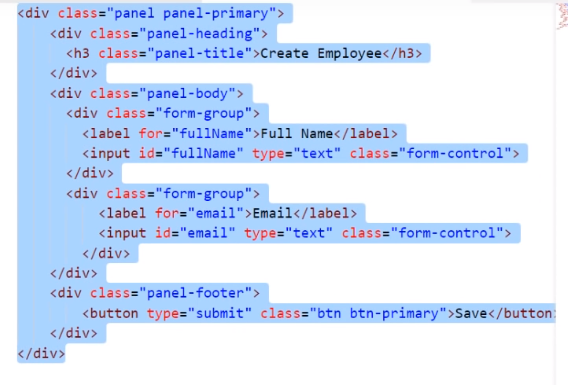 <div class="panel panel-primary">
<div class="panel-heading">
<h3 class="panel-title">Create Employee</h3>
</div>
<div class="panel-body">
<div class="form-group">
<label for="fullName">Full Name</label>
<input id="fullName" type="text" class="form-control">
</div>
<div class="form-group">
<label for="email">Email</label>
<input id="email" type="text" class="form-control">
</div>
</div>
<div class="panel-footer">
<button type="submit" class="btn btn-primary">Save</button
</div>
</div>